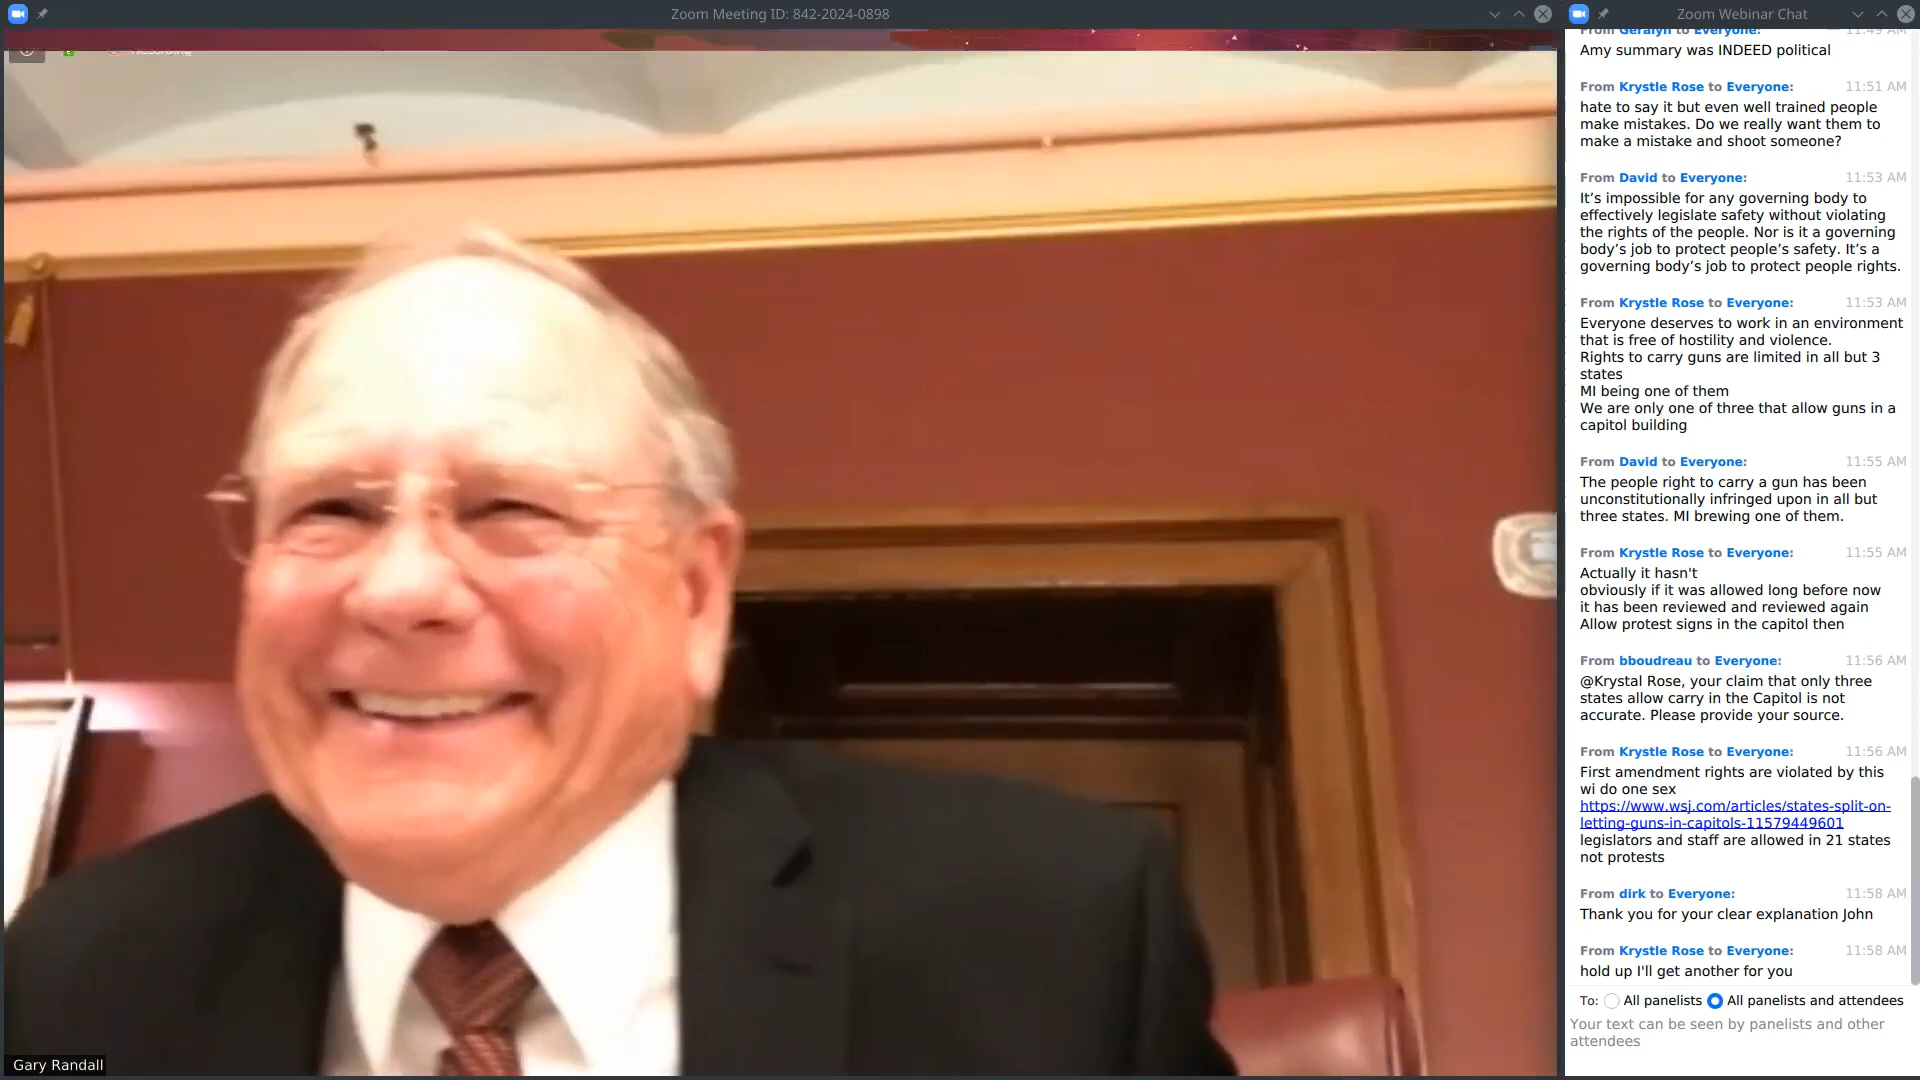 Zoom Meeting ID: 842-2024-0898
Recording
Gary Randall
Zoom Webinar Chat
From Geralyn to Everyone: 11:49 AM
Amy summary was INDEED political
From Krystle Rose to Everyone: 11:51 AM
hate to say it but even well trained people
make mistakes. Do we really want them to
make a mistake and shoot someone?
From David to Everyone: 11:53 AM
It’s impossible for any governing body to
effectively legislate safety without violating
the rights of the people. Nor is it a governing
body’s job to protect people’s safety. It’s a
governing body’s job to protect people rights.
From Krystle Rose to Everyone: 11:53 AM
Everyone deserves to work in an environment
that is free of hostility and violence.
Rights to carry guns are limited in all but 3
states
MI being one of them
We are only one of three that allow guns in a
capitol building
From David to Everyone: 11:55 AM
The people right to carry a gun has been
unconstitutionally infringed upon in all but
three states. MI brewing one of them.
From Krystle Rose to Everyone: 11:55 AM
Actually it hasn't
obviously if it was allowed long before now
it has been reviewed and reviewed again
Allow protest signs in the capitol then
From bboudreau to Everyone: 11:56 AM
@Krystal Rose, your claim that only three
states allow carry in the Capitol is not
accurate. Please provide your source.
From Krystle Rose to Everyone: 11:56 AM
First amendment rights are violated by this
wi do one sex
https://www.wsj.com/articles/states-split-on-
letting-guns-in-capitols-11579449601
legislators and staff are allowed in 21 states
not protests
From dirk to Everyone: 11:58 AM
Thank you for your clear explanation John
From Krystle Rose to Everyone: 11:58 AM
hold up I'll get another for you
To: All panelists All panelists and attendees
Your text can be seen by panelists and other
attendees